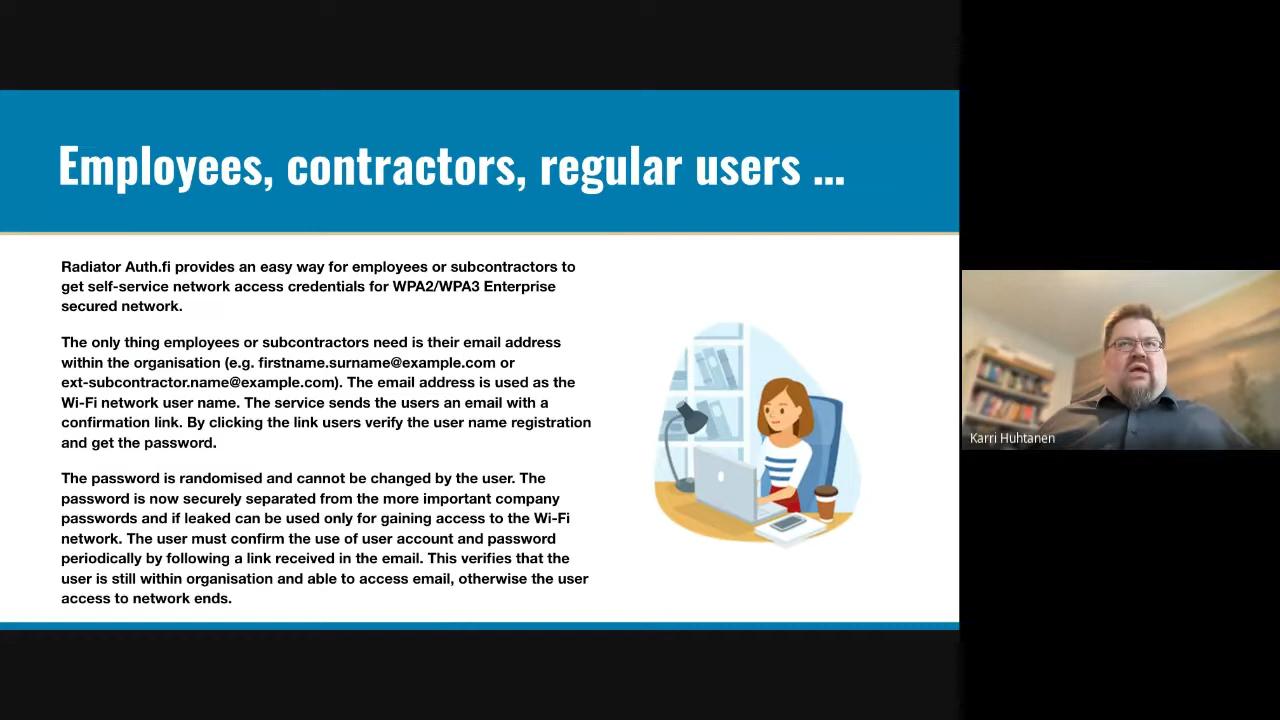 Employees, contractors, regular users ...
Radiator Auth.fi provides an easy way for employees or subcontractors to
get self-service network access credentials for WPA2/WPA3 Enterprise
secured network.
The only thing employees or subcontractors need is their email address
within the organisation (e.g. firstname.surname@example.com or
ext-subcontractor.name@example.com). The email address is used as the
Wi-Fi network user name. The service sends the users an email with a
confirmation link. By clicking the link users verify the user name registration
and get the password.
The password is randomised and cannot be changed by the user. The
password is now securely separated from the more important company
passwords and if leaked can be used only for gaining access to the Wi-Fi
network. The user must confirm the use of user account and password
periodically by following a link received in the email. This verifies that the
user is still within organisation and able to access email, otherwise the user
access to network ends.
Karri Huhtanen